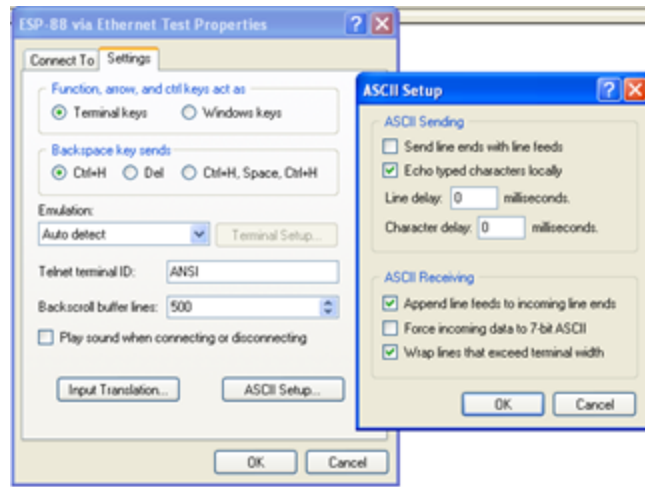 ESP-88 via Ethernet Test Properties
Connect To Settings
Function, arrow, and ctrl keys act as
Terminal keys Windows keys
Backspace key sends
Ctrl+H Del Ctrl+H, Space, Ctrl+H
Emulation:
Auto detect Terminal Setup...
Telnet terminal ID: ANSI
Backscroll buffer lines: 500
Play sound when connecting or disconnecting
Input Translation... ASCII Setup...
OK Cancel
ASCII Setup
ASCII Sending
Send line ends with line feeds
Echo typed characters locally
Line delay: 0 milliseconds.
Character delay: 0 milliseconds.
ASCII Receiving
Append line feeds to incoming line ends
Force incoming data to 7-bit ASCII
Wrap lines that exceed terminal width
OK Cancel